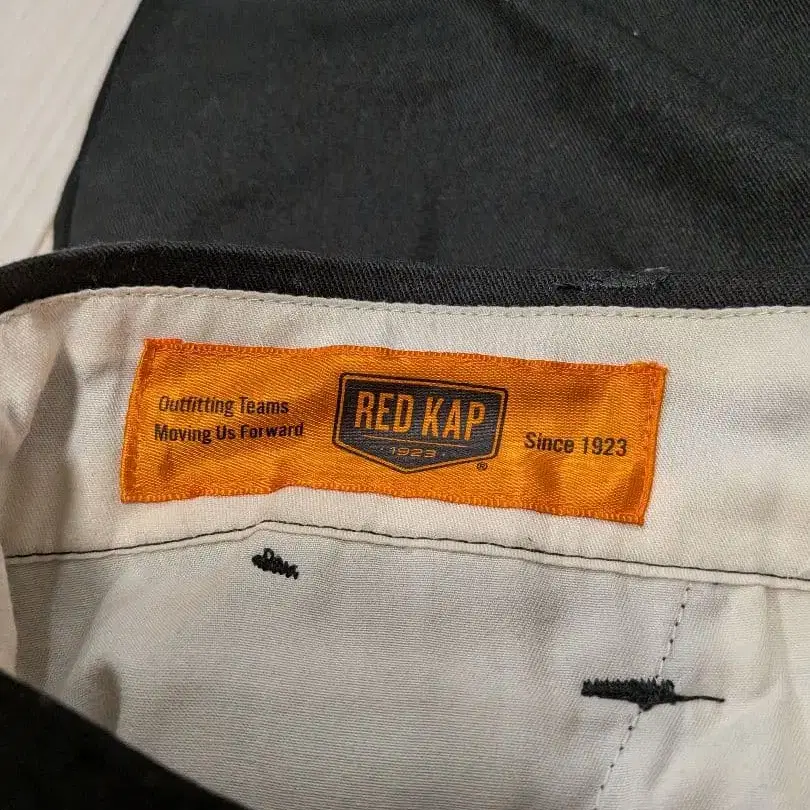 Outfitting Teams
Moving Us Forward
RED KAP
1923
®
Since 1923